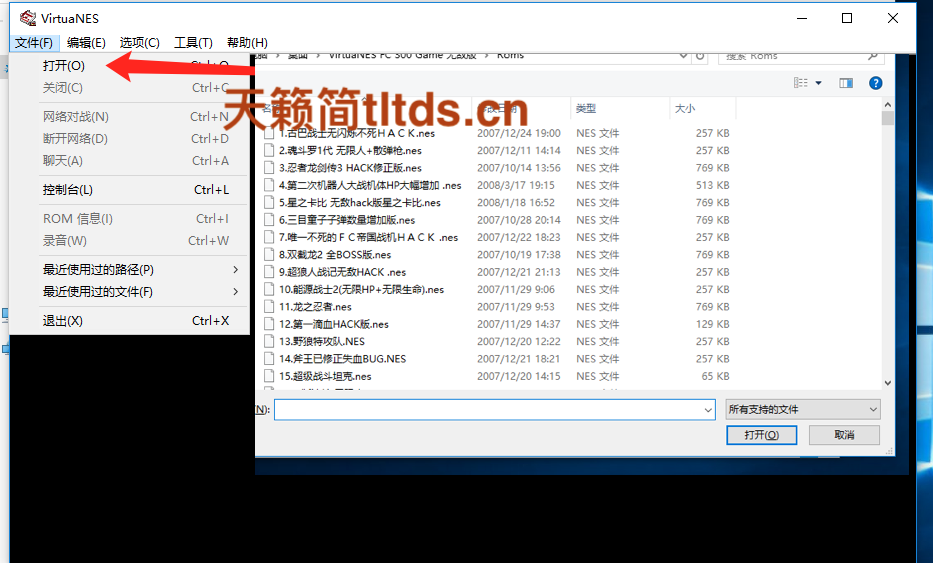 VirtuaNES
文件(F) 编辑(E) 选项(C) 工具(T) 帮助(H)
打开(O)
关闭(C) Ctrl+C
网络对战(N) Ctrl+N
断开网络(D) Ctrl+D
聊天(A) Ctrl+A
控制台(L) Ctrl+L
ROM 信息(I) Ctrl+I
录音(W) Ctrl+W
最近使用过的路径(P)
最近使用过的文件(F)
退出(X) Ctrl+X
桌面 VirtuaNES FC 300 Game 无敌版 Roms
搜索"Roms"
天籁简tltds.cn
类型 大小
1.古巴战士无闪烁不死HACK.nes 2007/12/24 19:00 NES 文件 257 KB
2.魂斗罗1代 无限人+散弹枪.nes 2007/12/11 14:14 NES 文件 257 KB
3.忍者龙剑传3 HACK修正版.nes 2007/10/14 13:56 NES 文件 769 KB
4.第二次机器人大战机体HP大幅增加 .nes 2008/3/17 19:15 NES 文件 513 KB
5.星之卡比 无敌hack版星之卡比.nes 2008/1/18 16:52 NES 文件 769 KB
6.三目童子子弹数量增加版.nes 2007/10/28 20:14 NES 文件 257 KB
7.唯一不死的ＦＣ帝国战机ＨＡＣＫ .nes 2007/12/22 18:23 NES 文件 257 KB
8.双截龙2 全BOSS版.nes 2007/10/19 17:38 NES 文件 257 KB
9.超狼人战记无敌HACK .nes 2007/12/21 21:13 NES 文件 257 KB
10.能源战士2(无限HP+无限生命).nes 2007/11/29 9:06 NES 文件 257 KB
11.龙之忍者.nes 2007/11/29 9:53 NES 文件 769 KB
12.第一滴血HACK版.nes 2007/11/29 14:37 NES 文件 129 KB
13.野狼特攻队.NES 2007/12/20 12:22 NES 文件 257 KB
14.斧王已修正失血BUG.NES 2007/12/21 18:21 NES 文件 257 KB
15.超级战斗坦克.nes 2007/12/20 14:15 NES 文件 65 KB
(N): 所有支持的文件
打开(O) 取消